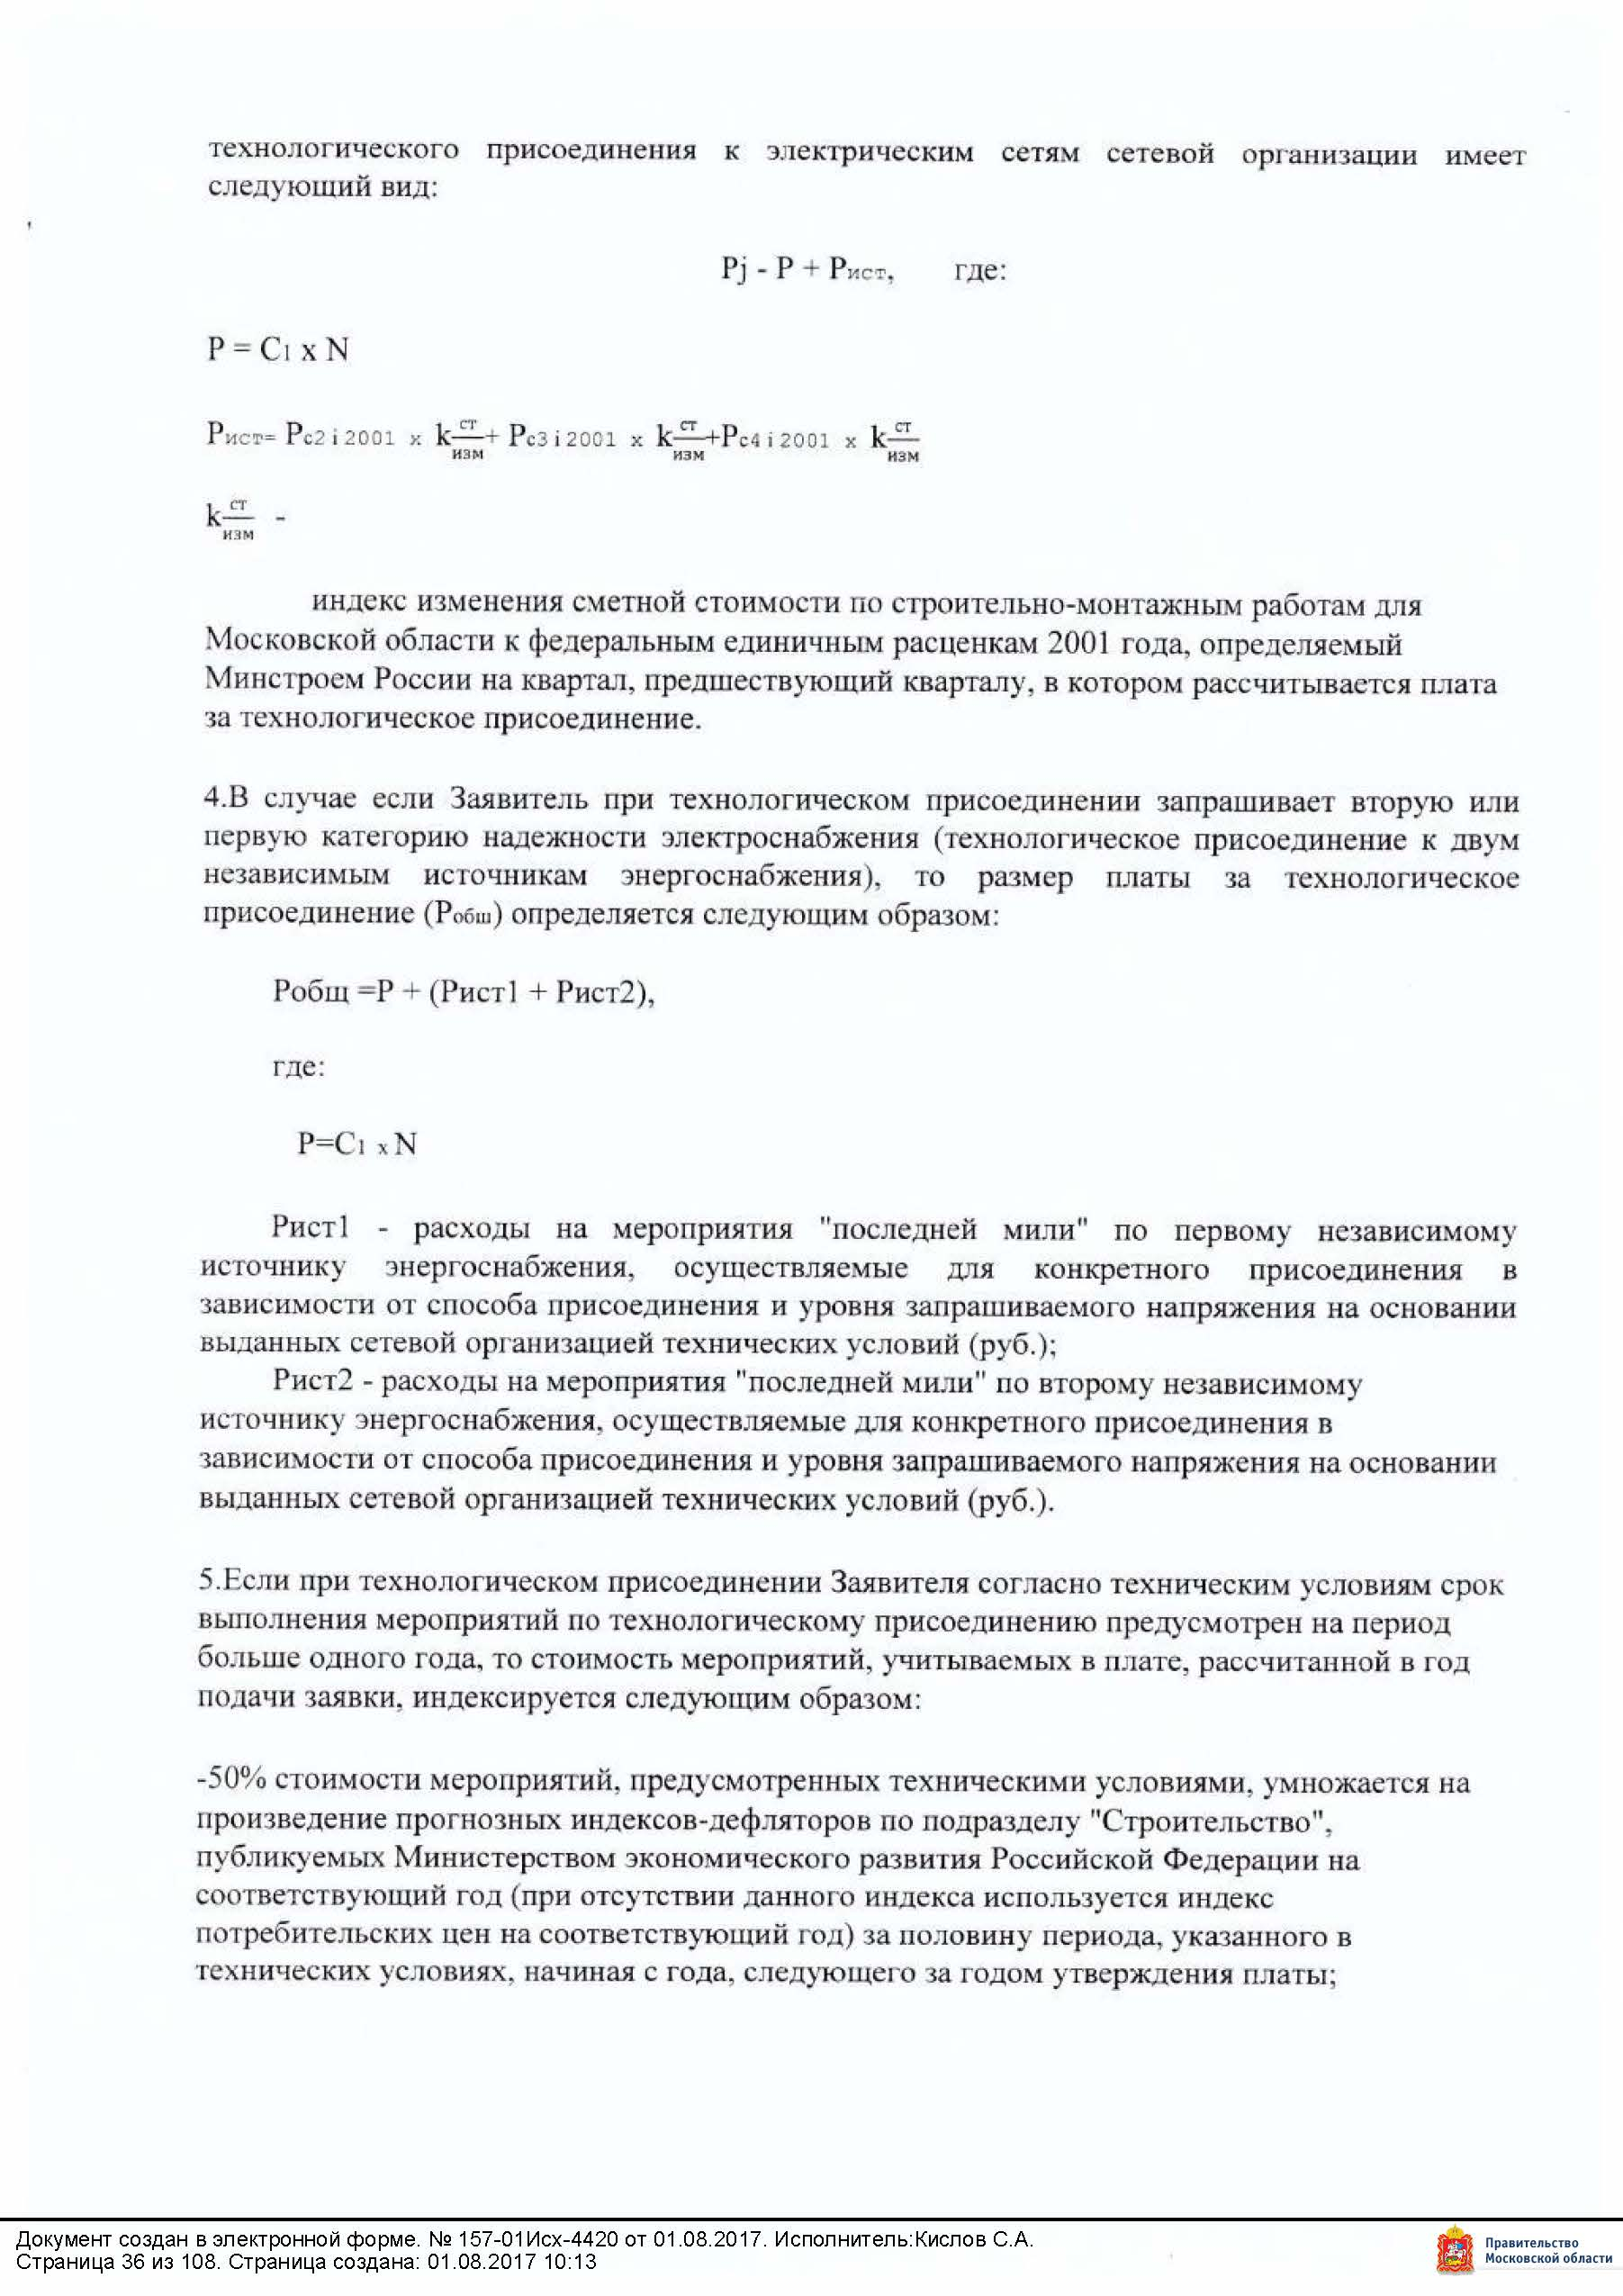 технологического присоединения к электрическим сетям сетевой организации имеет
следующий вид:
Pj - P + Pист, где:
P = C1 x N
Pист= Pc2i2001 x k ст/изм + Pc3i2001 x k ст/изм +Pc4i2001 x k ст/изм
k ст/изм -
индекс изменения сметной стоимости по строительно-монтажным работам для
Московской области к федеральным единичным расценкам 2001 года, определяемый
Минстроем России на квартал, предшествующий кварталу, в котором рассчитывается плата
за технологическое присоединение.
4.В случае если Заявитель при технологическом присоединении запрашивает вторую или
первую категорию надежности электроснабжения (технологическое присоединение к двум
независимым источникам энергоснабжения), то размер платы за технологическое
присоединение (Робщ) определяется следующим образом:
Робщ =Р + (Рист1 + Рист2),
где:
P=C1 x N
Рист1 - расходы на мероприятия "последней мили" по первому независимому
источнику энергоснабжения, осуществляемые для конкретного присоединения в
зависимости от способа присоединения и уровня запрашиваемого напряжения на основании
выданных сетевой организацией технических условий (руб.);
Рист2 - расходы на мероприятия "последней мили" по второму независимому
источнику энергоснабжения, осуществляемые для конкретного присоединения в
зависимости от способа присоединения и уровня запрашиваемого напряжения на основании
выданных сетевой организацией технических условий (руб.).
5.Если при технологическом присоединении Заявителя согласно техническим условиям срок
выполнения мероприятий по технологическому присоединению предусмотрен на период
больше одного года, то стоимость мероприятий, учитываемых в плате, рассчитанной в год
подачи заявки, индексируется следующим образом:
-50% стоимости мероприятий, предусмотренных техническими условиями, умножается на
произведение прогнозных индексов-дефляторов по подразделу "Строительство",
публикуемых Министерством экономического развития Российской Федерации на
соответствующий год (при отсутствии данного индекса используется индекс
потребительских цен на соответствующий год) за половину периода, указанного в
технических условиях, начиная с года, следующего за годом утверждения платы;
Документ создан в электронной форме. № 157-01Исх-4420 от 01.08.2017. Исполнитель:Кислов С.А.
Страница 36 из 108. Страница создана: 01.08.2017 10:13
Правительство
Московской области